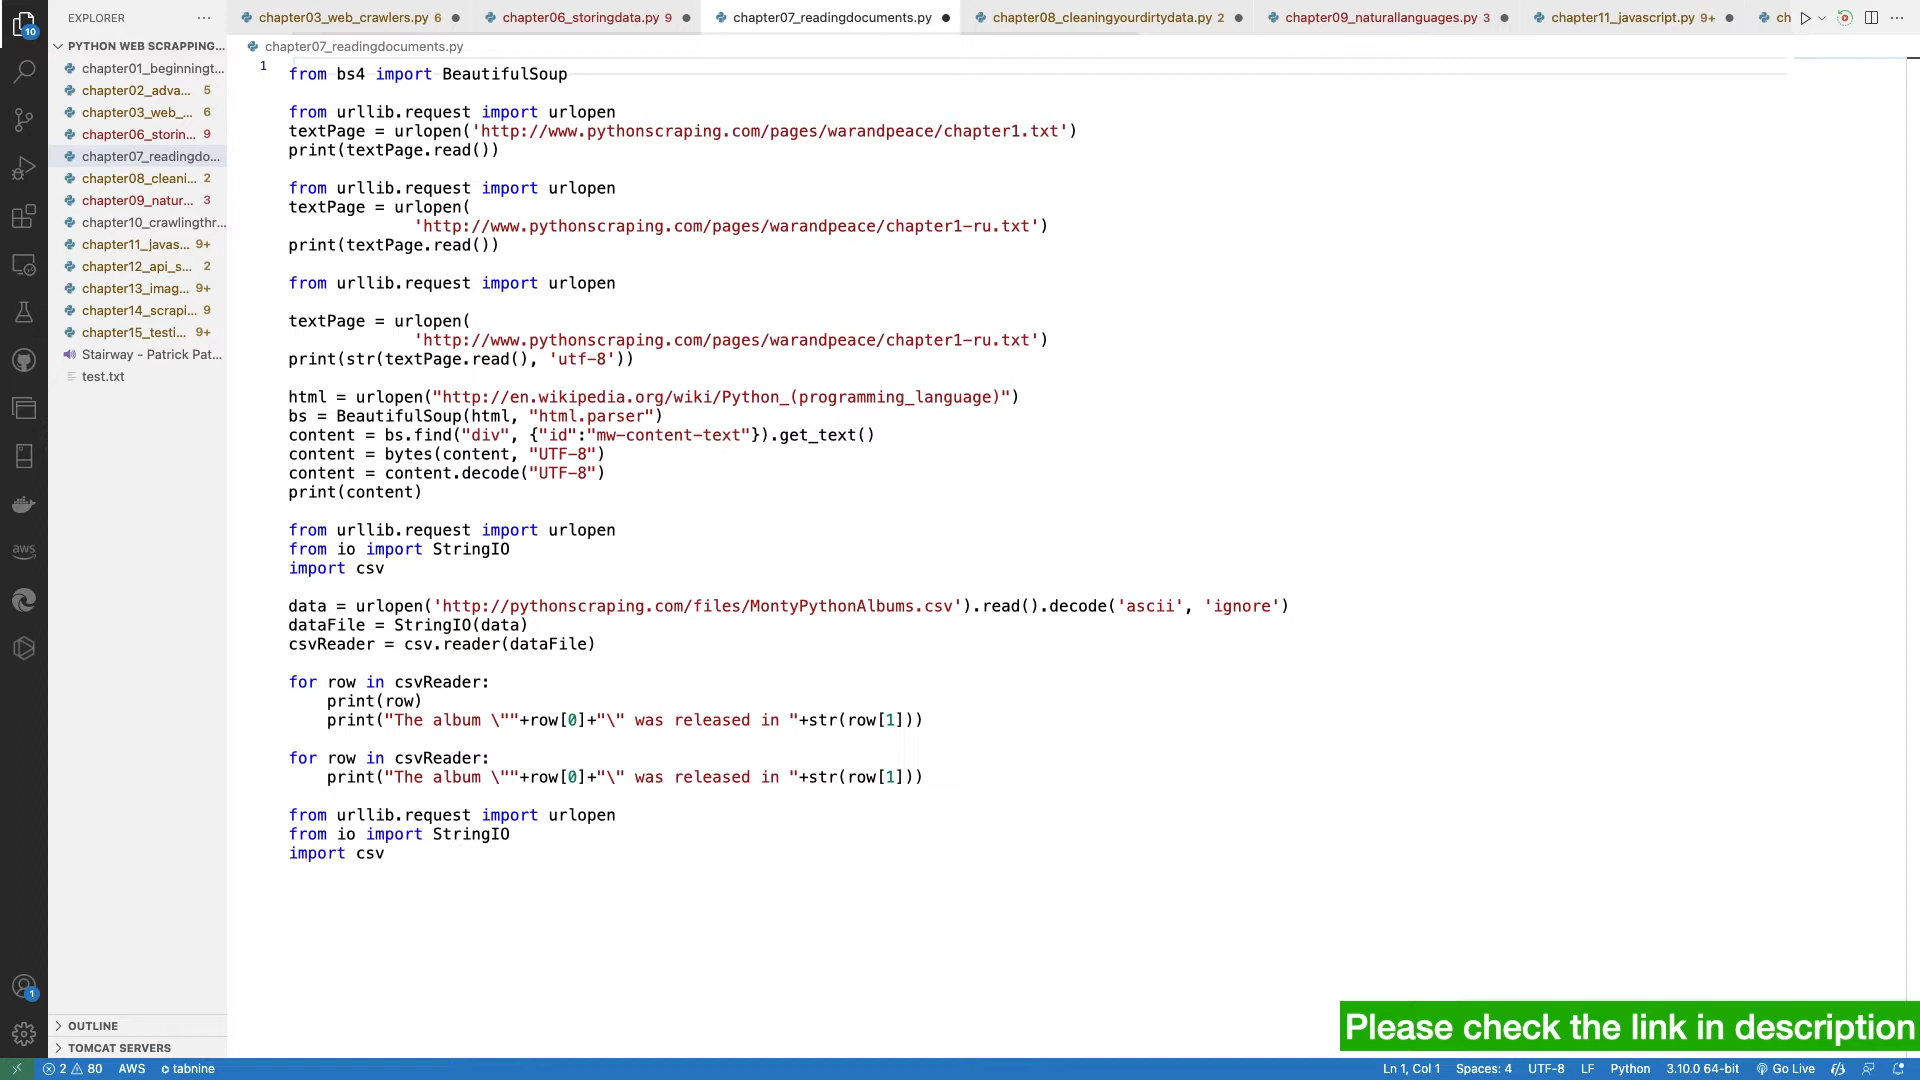 EXPLORER
chapter03_web_crawlers.py 6
chapter06_storingdata.py 9
chapter07_readingdocuments.py
chapter08_cleaningyourdirtydata.py 2
chapter09_naturallanguages.py 3
chapter11_javascript.py 9+
ch
PYTHON WEB SCRAPPING...
chapter01_beginningt...
chapter02_adva... 5
chapter03_web_... 6
chapter06_storin... 9
chapter07_readingdo...
chapter08_cleani... 2
chapter09_natur... 3
chapter10_crawlingthr...
chapter11_javas... 9+
chapter12_api_s... 2
chapter13_imag... 9+
chapter14_scrapi... 9
chapter15_testi... 9+
Stairway - Patrick Pat...
test.txt
OUTLINE
TOMCAT SERVERS
10
aws
1
chapter07_readingdocuments.py
1
from bs4 import BeautifulSoup
from urllib.request import urlopen
textPage = urlopen('http://www.pythonscraping.com/pages/warandpeace/chapter1.txt')
print(textPage.read())
from urllib.request import urlopen
textPage = urlopen(
'http://www.pythonscraping.com/pages/warandpeace/chapter1-ru.txt')
print(textPage.read())
from urllib.request import urlopen
textPage = urlopen(
'http://www.pythonscraping.com/pages/warandpeace/chapter1-ru.txt')
print(str(textPage.read(), 'utf-8'))
html = urlopen("http://en.wikipedia.org/wiki/Python_(programming_language)")
bs = BeautifulSoup(html, "html.parser")
content = bs.find("div", {"id":"mw-content-text"}).get_text()
content = bytes(content, "UTF-8")
content = content.decode("UTF-8")
print(content)
from urllib.request import urlopen
from io import StringIO
import csv
data = urlopen('http://pythonscraping.com/files/MontyPythonAlbums.csv').read().decode('ascii', 'ignore')
dataFile = StringIO(data)
csvReader = csv.reader(dataFile)
for row in csvReader:
print(row)
print("The album \""+row[0]+"\" was released in "+str(row[1]))
for row in csvReader:
print("The album \""+row[0]+"\" was released in "+str(row[1]))
from urllib.request import urlopen
from io import StringIO
import csv
Please check the link in description
2 80 AWS tabnine
Ln 1, Col 1 Spaces: 4 UTF-8 LF Python 3.10.0 64-bit Go Live